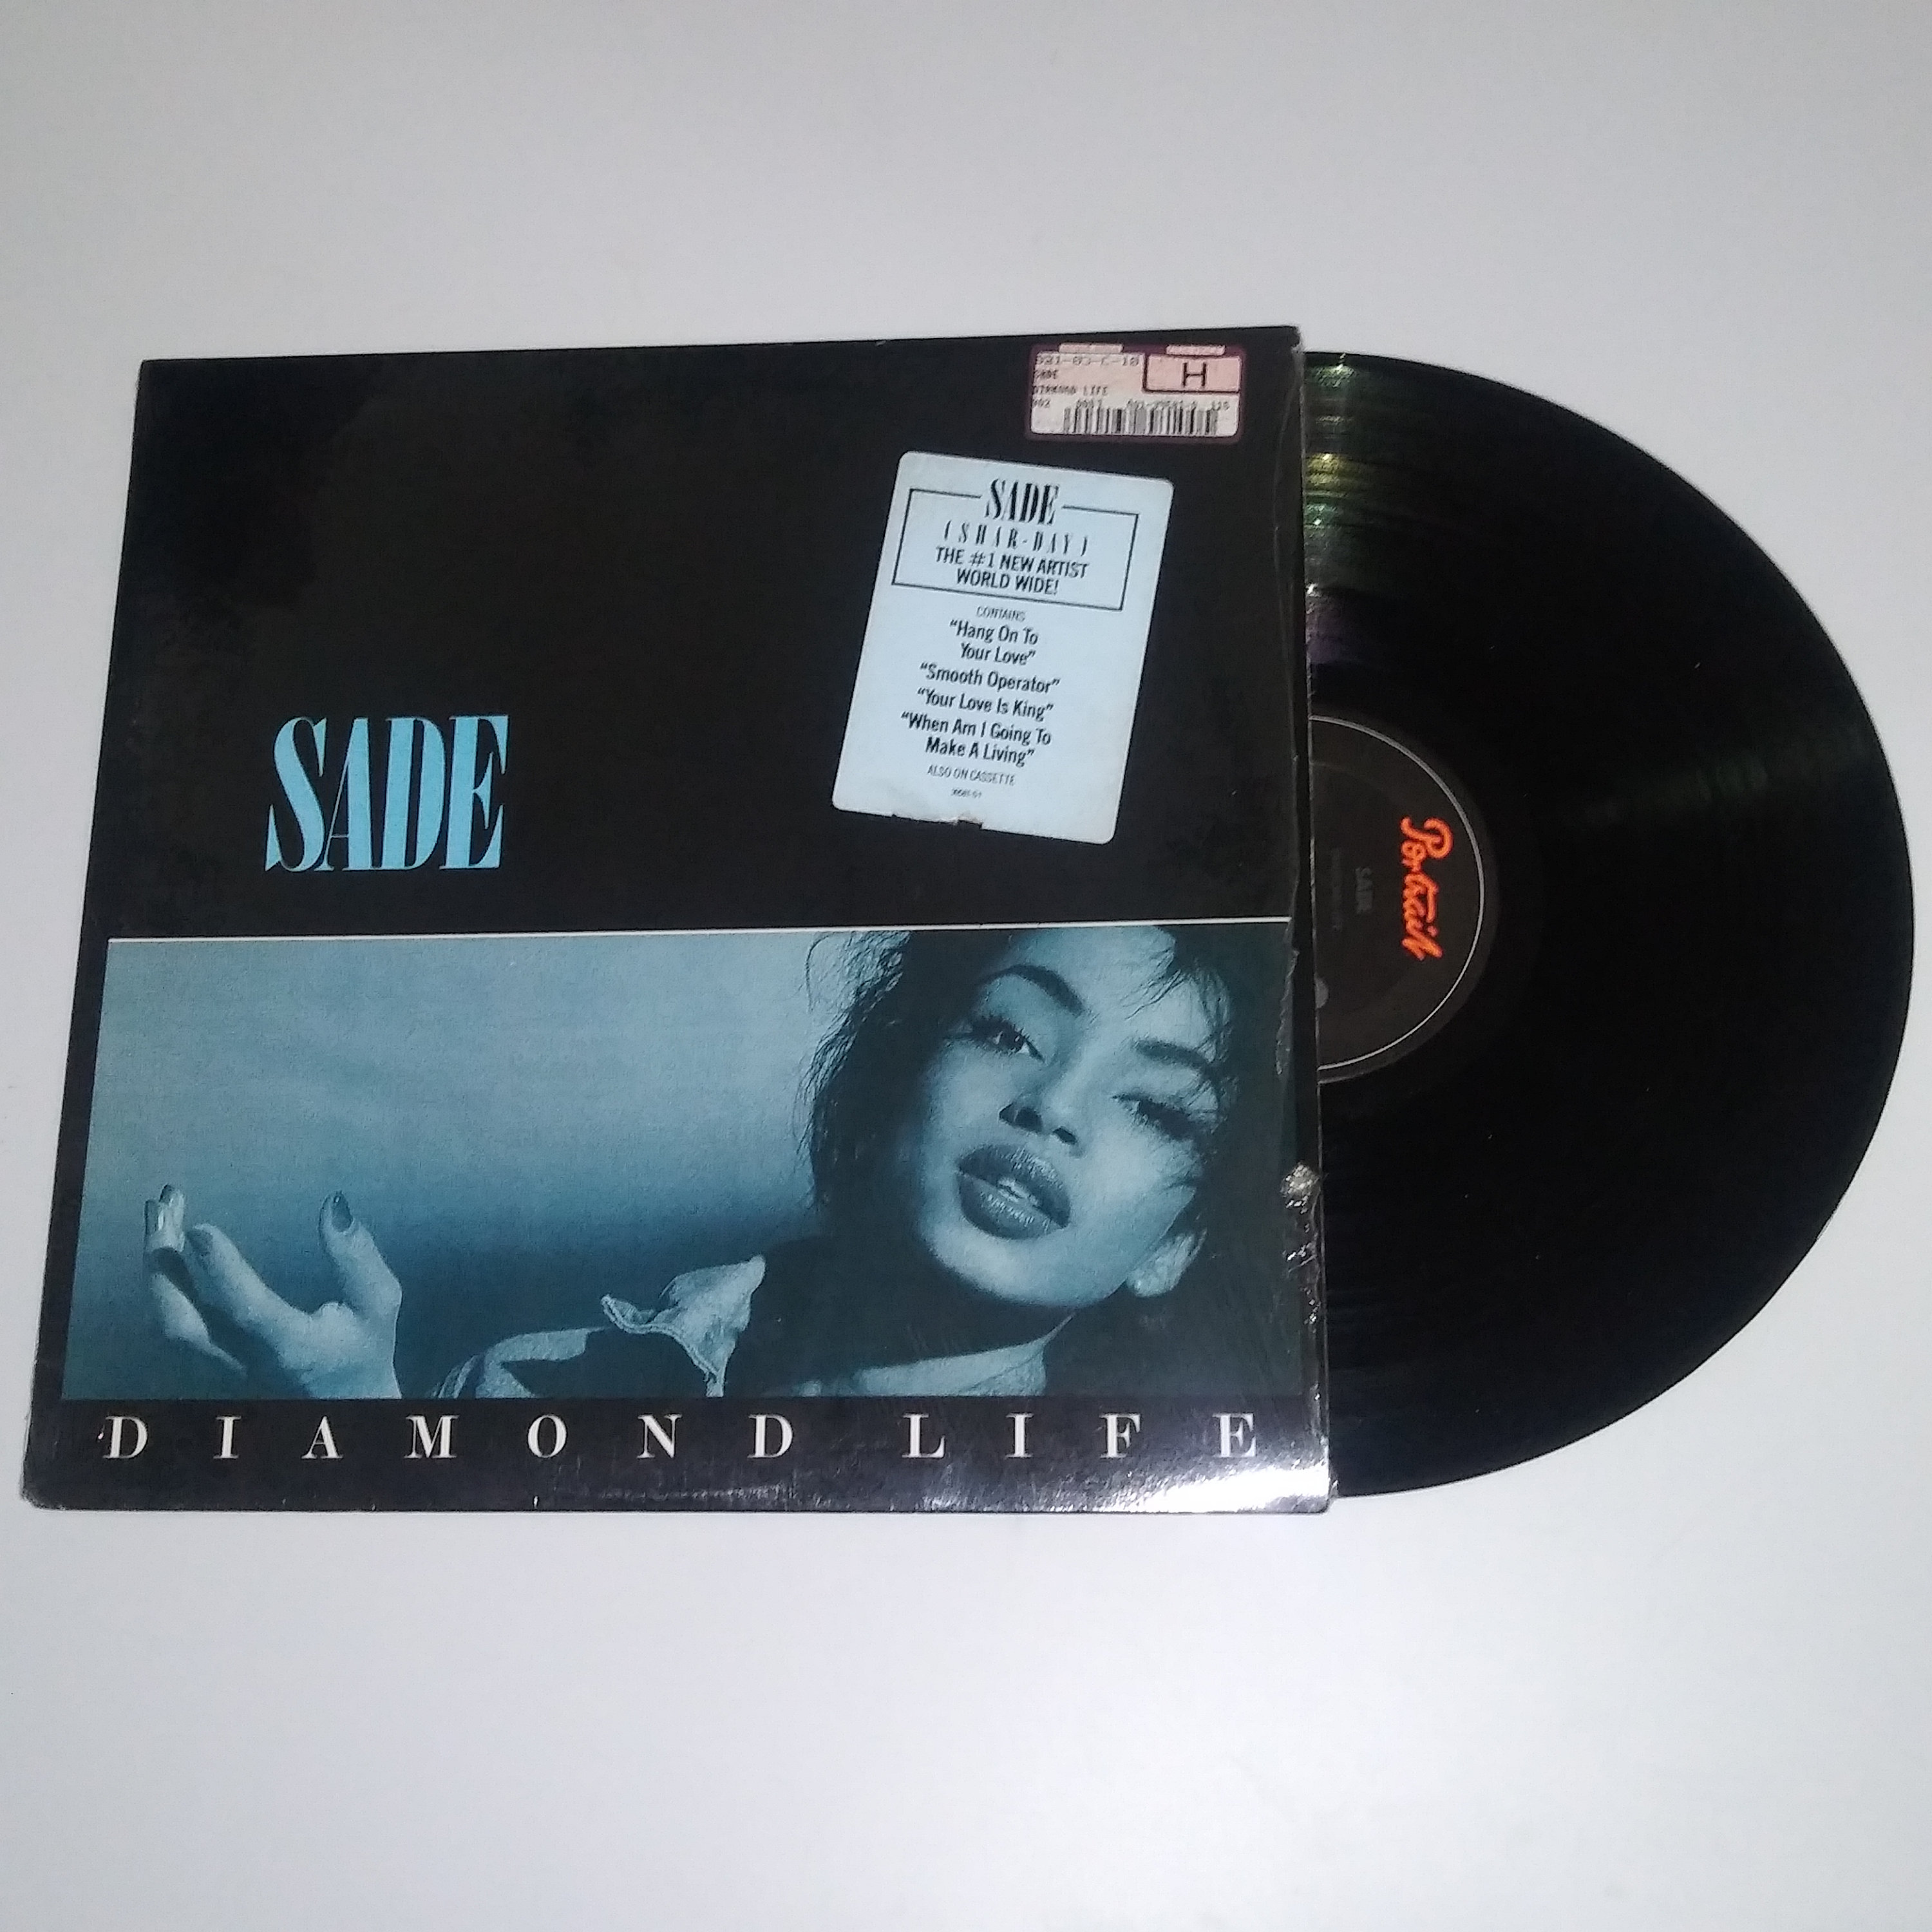 SADE
DIAMOND LIFE
H
SADE
(SHAR-DAY)
THE #1 NEW ARTIST
WORLD WIDE!
CONTAINS
“Hang On To
Your Love”
“Smooth Operator”
“Your Love Is King”
“When Am I Going To
Make A Living”
ALSO ON CASSETTE
SADE
Portrait
SADE
DIAMOND LIFE